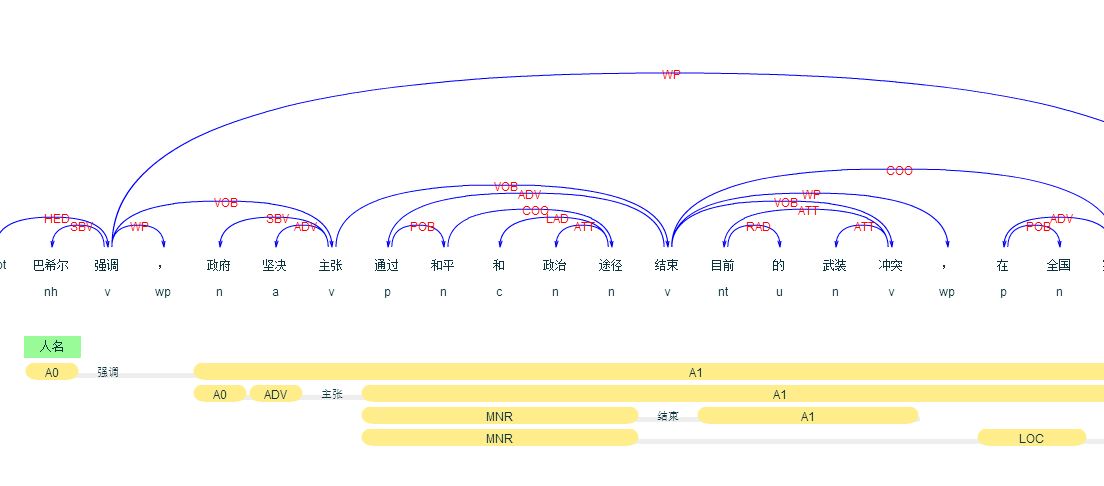 WP
COO
VOB ADV WP
VOB COO VOB ATT
HED SBV WP SBV ADV POB LAD ATT RAD ATT POB ADV
巴希尔 强调 ， 政府 坚决 主张 通过 和平 和 政治 途径 结束 目前 的 武装 冲突 ， 在 全国
nh v wp n a v p n c n n v nt u n v wp p n
人名
A0 强调 A1
A0 ADV 主张 A1
MNR 结束 A1
MNR LOC